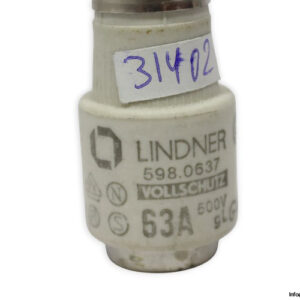 31402
LINDNER
598.0637
VOLLSCHUTZ
N
500V
63A
S
gL